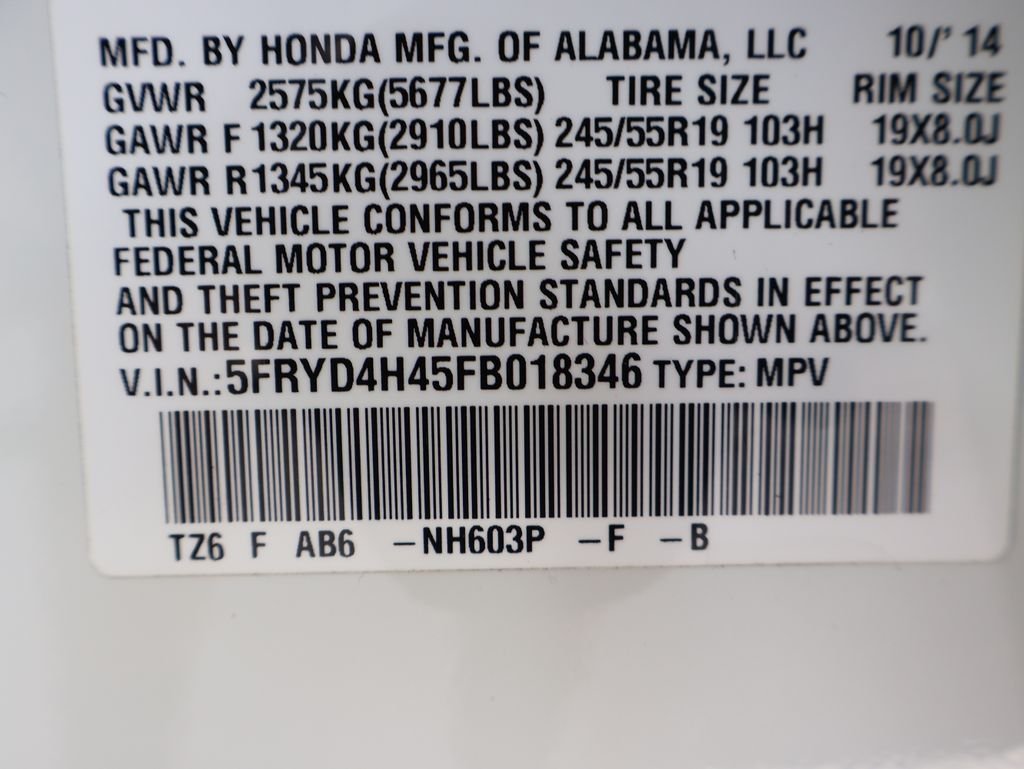 MFD. BY HONDA MFG. OF ALABAMA, LLC 10/'14
GVWR 2575KG(5677LBS) TIRE SIZE RIM SIZE
GAWR F 1320KG(2910LBS) 245/55R19 103H 19X8.0J
GAWR R 1345KG(2965LBS) 245/55R19 103H 19X8.0J
THIS VEHICLE CONFORMS TO ALL APPLICABLE
FEDERAL MOTOR VEHICLE SAFETY
AND THEFT PREVENTION STANDARDS IN EFFECT
ON THE DATE OF MANUFACTURE SHOWN ABOVE.
V.I.N.:5FRYD4H45FB018346 TYPE: MPV
TZ6 F AB6 –NH603P –F –B